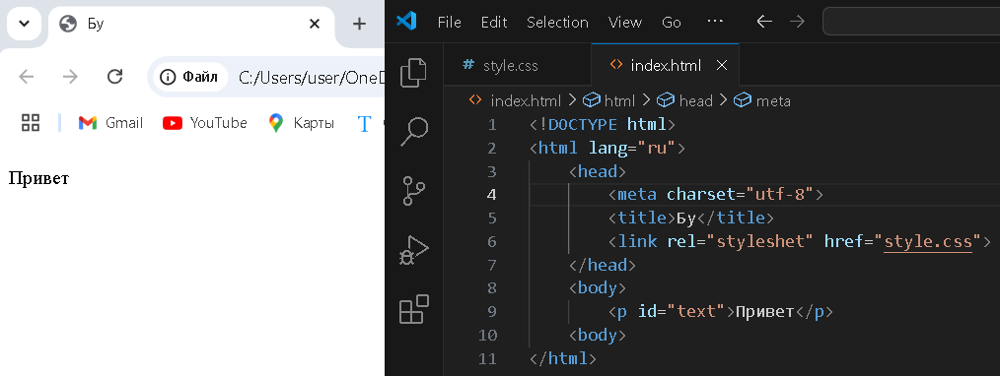 Бу
Файл C:/Users/user/OneD
Gmail YouTube Карты
Привет
File Edit Selection View Go ...
# style.css
<> index.html
index.html > html > head > meta
1 <!DOCTYPE html>
2 <html lang="ru">
3 <head>
4 <meta charset="utf-8">
5 <title>Бу</title>
6 <link rel="styleshet" href="style.css">
7 </head>
8 <body>
9 <p id="text">Привет</p>
10 <body>
11 </html>